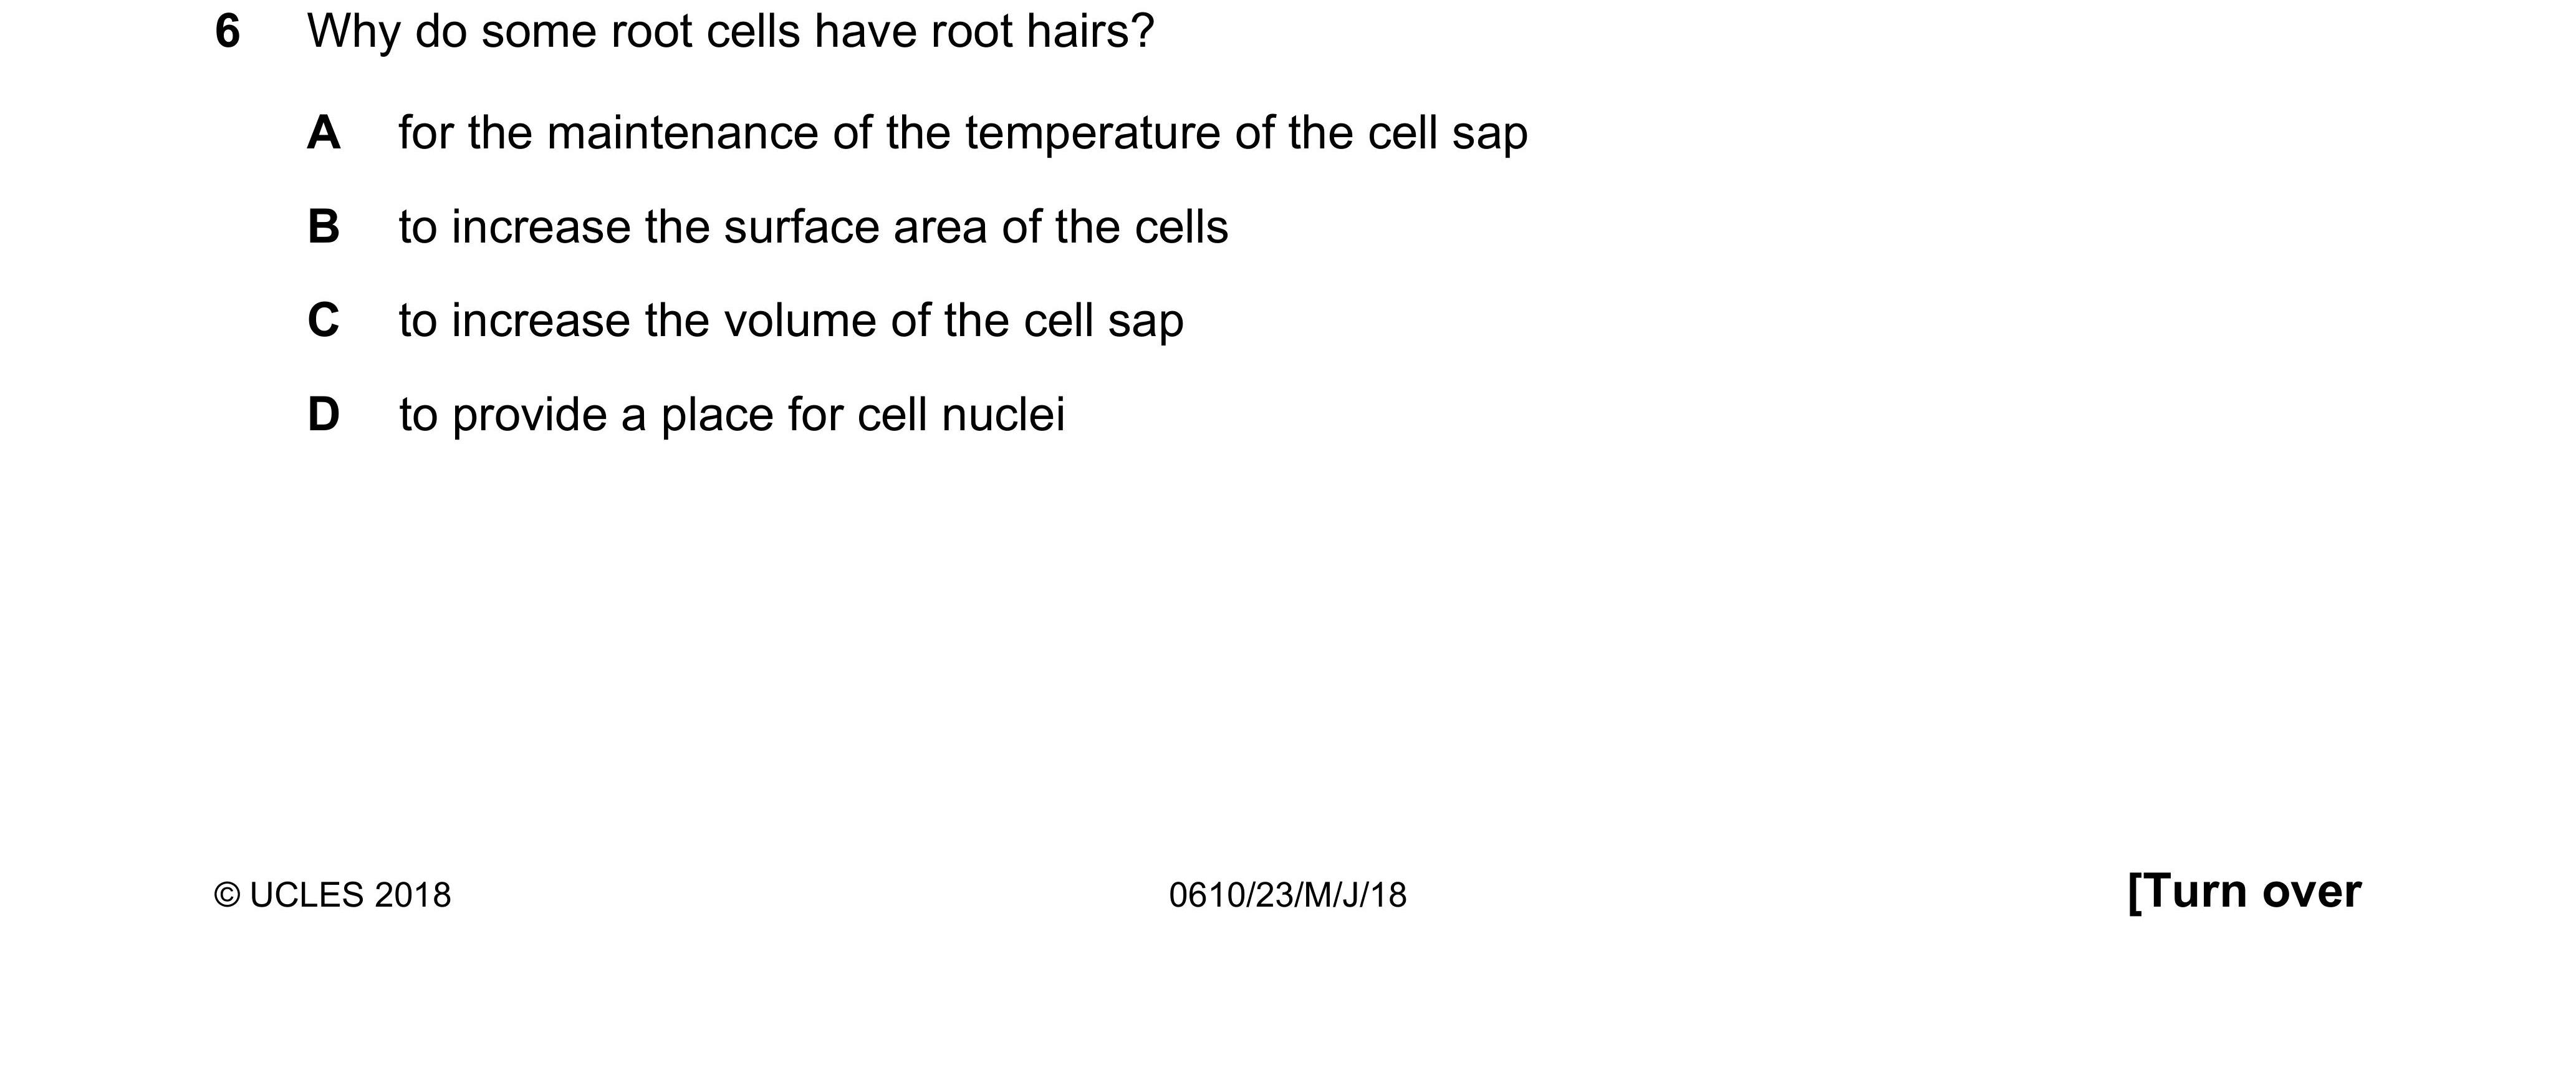 6 Why do some root cells have root hairs?
A for the maintenance of the temperature of the cell sap
B to increase the surface area of the cells
C to increase the volume of the cell sap
D to provide a place for cell nuclei
© UCLES 2018 0610/23/M/J/18 [Turn over